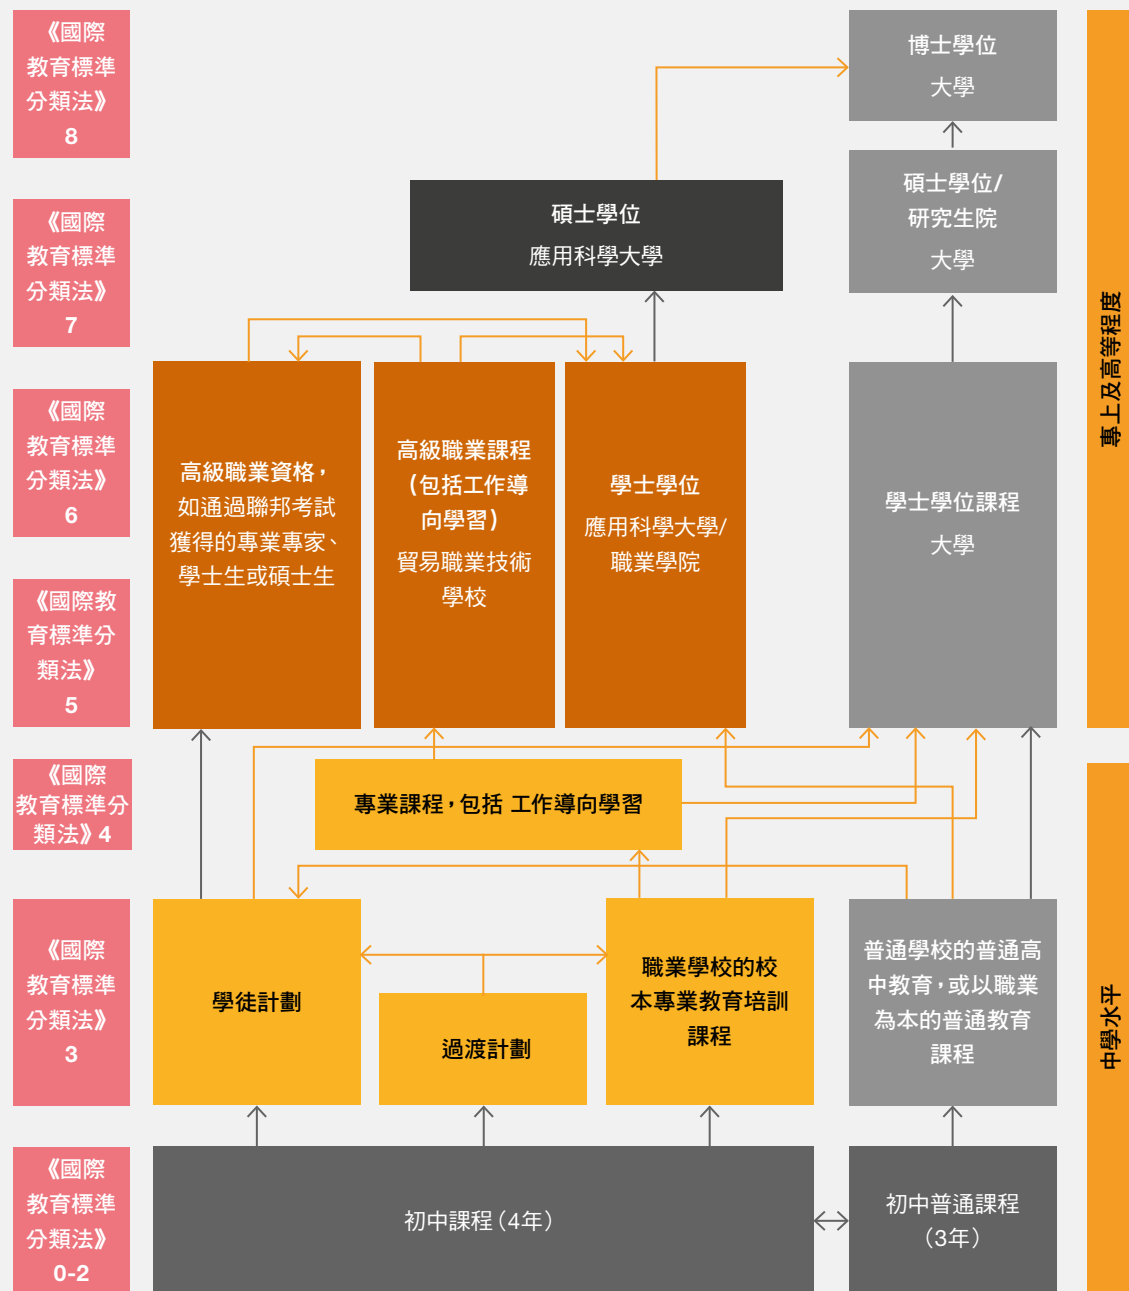 《國際
教育標準
分類法》
8
博士學位
大學
《國際
教育標準
分類法》
7
碩士學位
應用科學大學
碩士學位/
研究生院
大學
專上及高等程度
《國際
教育標準
分類法》
6
高級職業資格，
如通過聯邦考試
獲得的專業專家、
學士生或碩士生
高級職業課程
(包括工作導
向學習)
貿易職業技術
學校
學士學位
應用科學大學/
職業學院
學士學位課程
大學
《國際教
育標準分
類法》
5
《國際
教育標準分
類法》4
專業課程，包括 工作導向學習
《國際
教育標準
分類法》
3
學徒計劃
過渡計劃
職業學校的校
本專業教育培訓
課程
普通學校的普通高
中教育，或以職業
為本的普通教育
課程
中學水平
《國際
教育標準
分類法》
0-2
初中課程（4年）
初中普通課程
（3年）